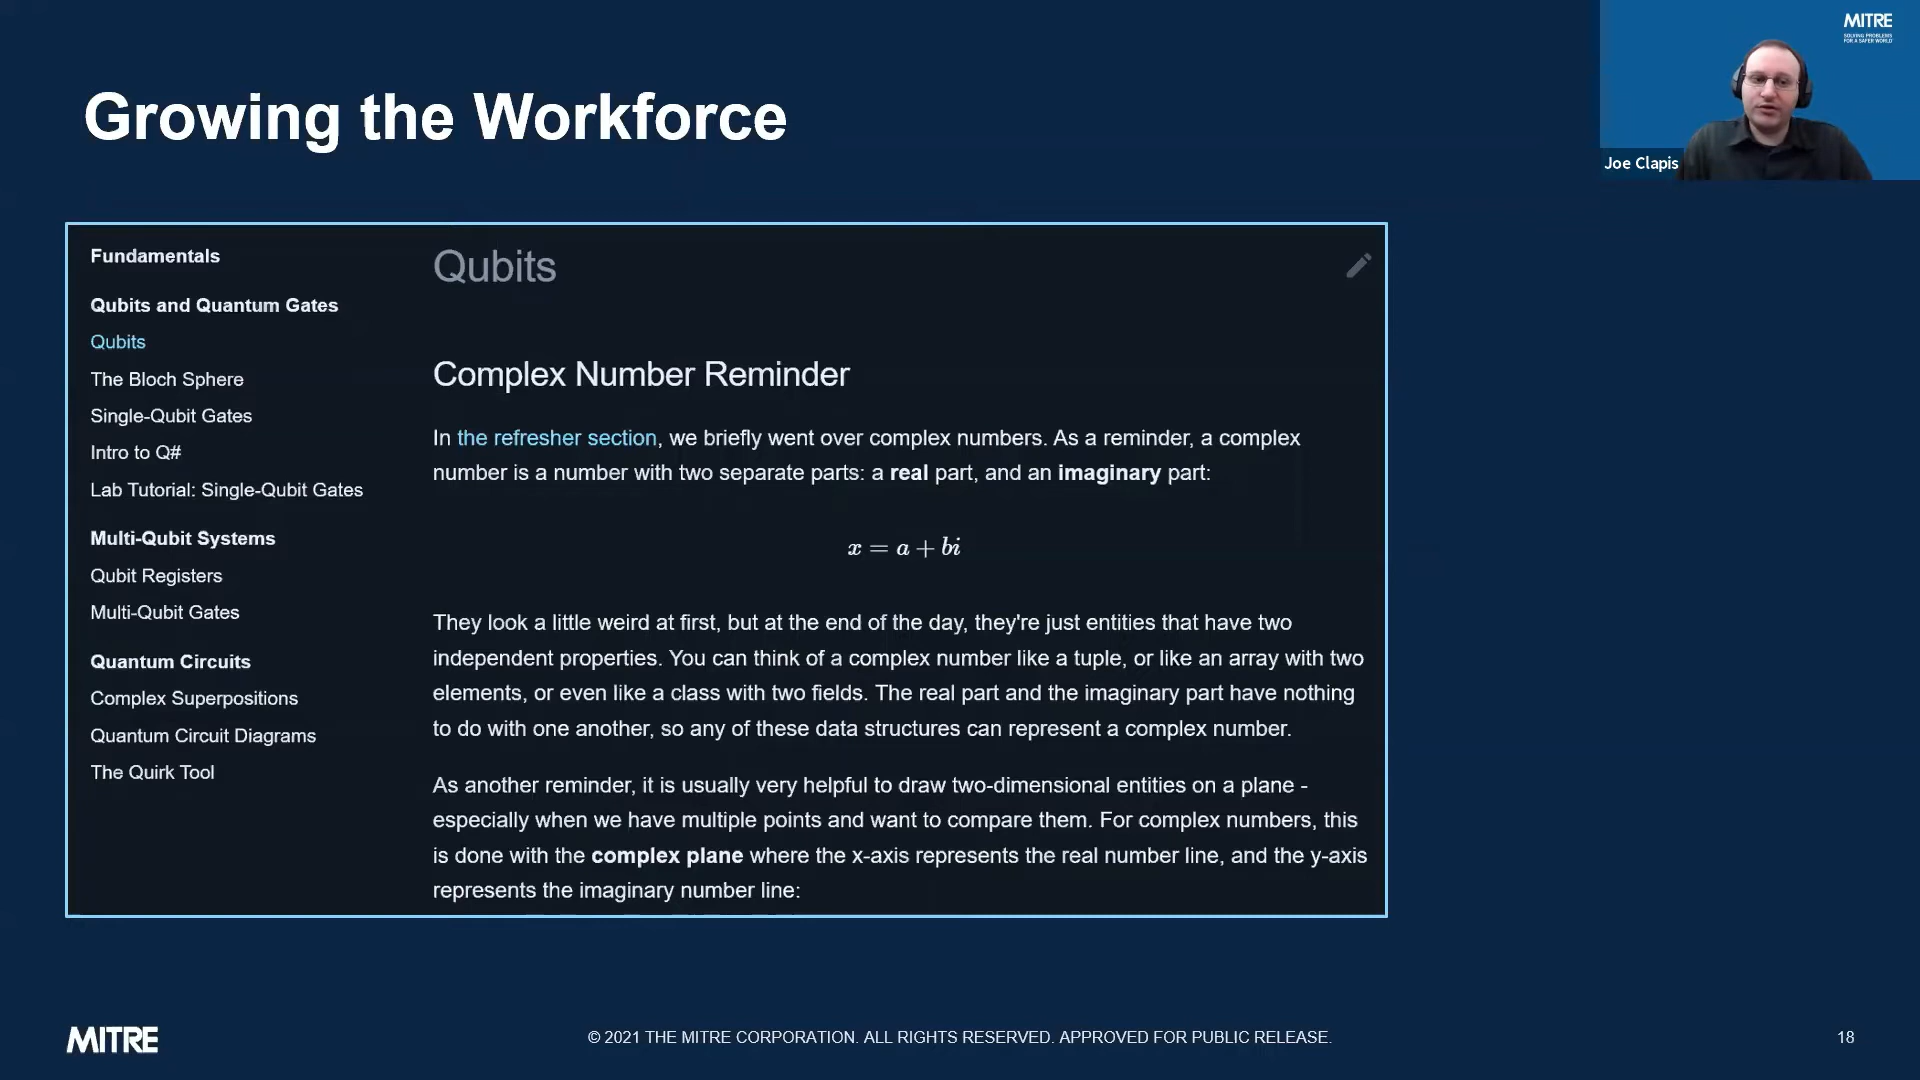 MITRE
SOLVING PROBLEMS
FOR A SAFER WORLD
Growing the Workforce
Joe Clapis
Fundamentals
Qubits and Quantum Gates
Qubits
The Bloch Sphere
Single-Qubit Gates
Intro to Q#
Lab Tutorial: Single-Qubit Gates
Multi-Qubit Systems
Qubit Registers
Multi-Qubit Gates
Quantum Circuits
Complex Superpositions
Quantum Circuit Diagrams
The Quirk Tool
Qubits
Complex Number Reminder
In the refresher section, we briefly went over complex numbers. As a reminder, a complex
number is a number with two separate parts: a real part, and an imaginary part:
x = a + bi
They look a little weird at first, but at the end of the day, they're just entities that have two
independent properties. You can think of a complex number like a tuple, or like an array with two
elements, or even like a class with two fields. The real part and the imaginary part have nothing
to do with one another, so any of these data structures can represent a complex number.
As another reminder, it is usually very helpful to draw two-dimensional entities on a plane -
especially when we have multiple points and want to compare them. For complex numbers, this
is done with the complex plane where the x-axis represents the real number line, and the y-axis
represents the imaginary number line:
MITRE
© 2021 THE MITRE CORPORATION. ALL RIGHTS RESERVED. APPROVED FOR PUBLIC RELEASE.
18